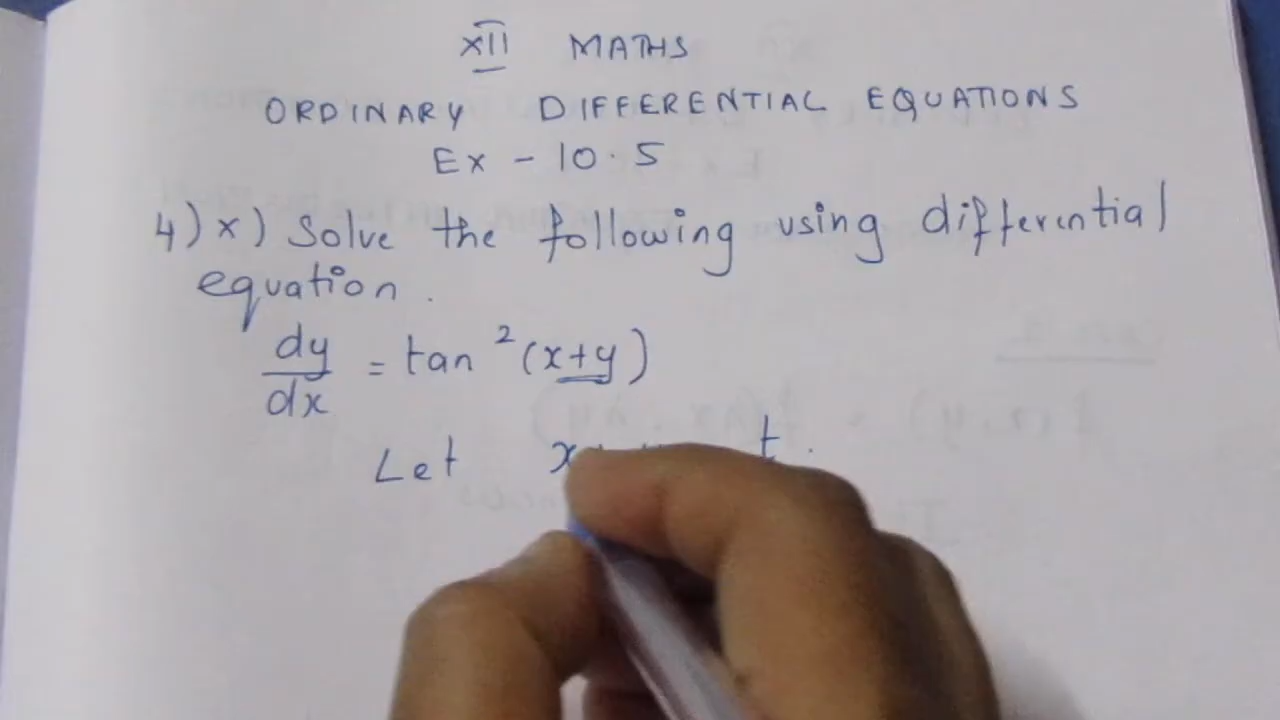 XII MATHS
ORDINARY DIFFERENTIAL EQUATIONS
Ex - 10.5
4) x) Solve the following using differential
equation.
dy/dx = tan²(x+y)
Let x t.